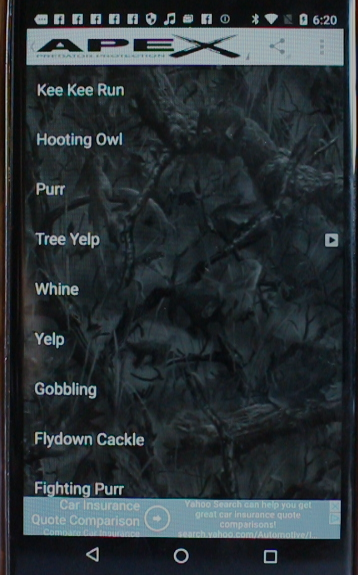 6:20
APEX
PREDATOR PRODUCTION
Kee Kee Run
Hooting Owl
Purr
Tree Yelp
Whine
Yelp
Gobbling
Flydown Cackle
Fighting Purr
Car Insurance
Quote Comparison
Compare Car Insurance
Yahoo Search can help you get
great car insurance quote
comparisons!
search.yahoo.com/Automotive/I